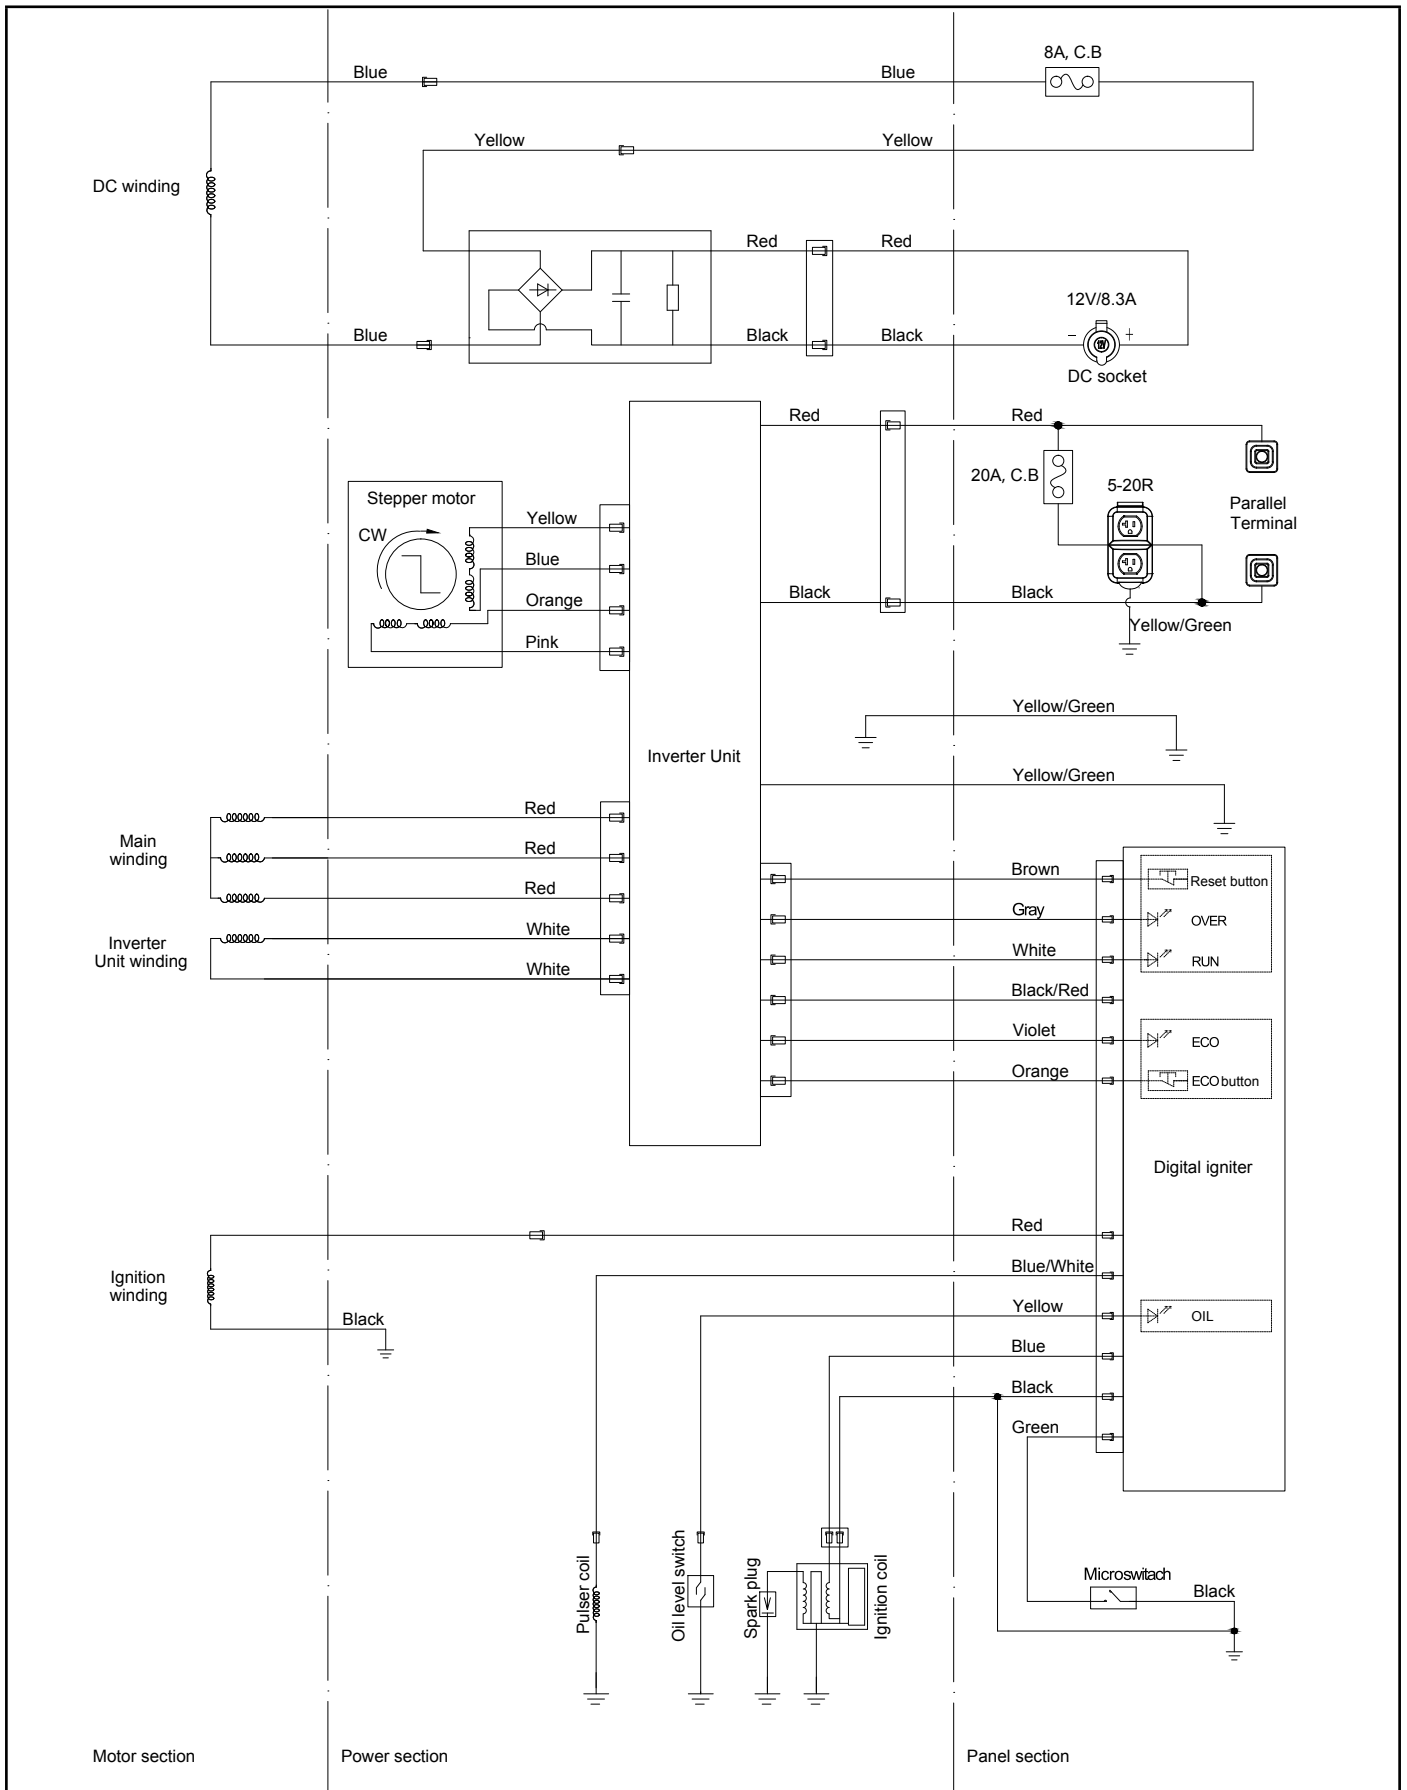 8A, C.B
Blue
Blue
Yellow
Yellow
DC winding
Red
Red
12V/8.3A
- +
12V
Blue
Black
Black
DC socket
Red
Red
Stepper motor
CW
20A, C.B
5-20R
Parallel
Terminal
Yellow
Blue
Orange
Pink
Black
Black
Yellow/Green
Yellow/Green
Inverter Unit
Yellow/Green
Main
winding
Red
Red
Red
Inverter
Unit winding
White
White
Brown
Reset button
Gray
OVER
White
RUN
Black/Red
Violet
ECO
Orange
ECO button
Digital igniter
Red
Ignition
winding
Blue/White
Black
Yellow
OIL
Blue
Black
Green
Pulser coil
Oil level switch
Spark plug
Ignition coil
Microswitach
Black
Motor section
Power section
Panel section